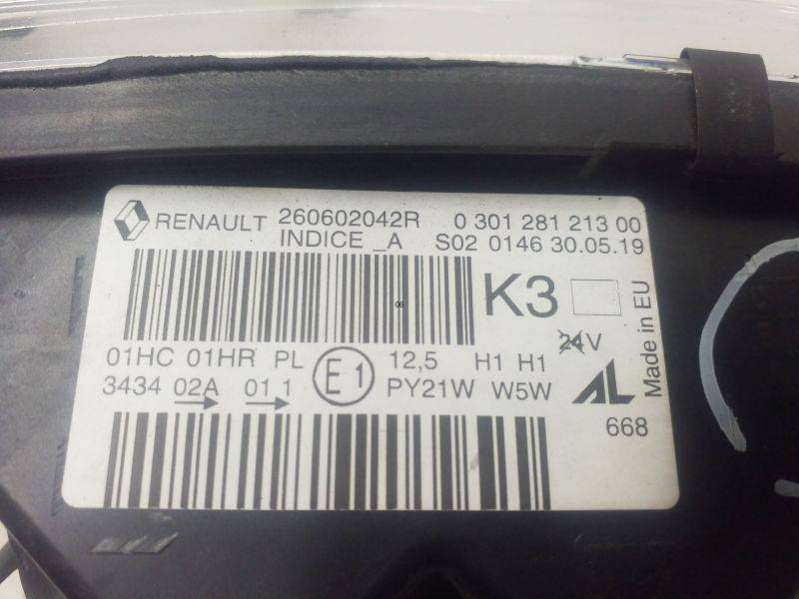 RENAULT 260602042R 0 301 281 213 00
INDICE _A S02 0146 30.05.19
K3
24V
01HC 01HR PL E1 12,5 H1 H1
3434 02A 01 1 PY21W W5W AL
668
Made in EU